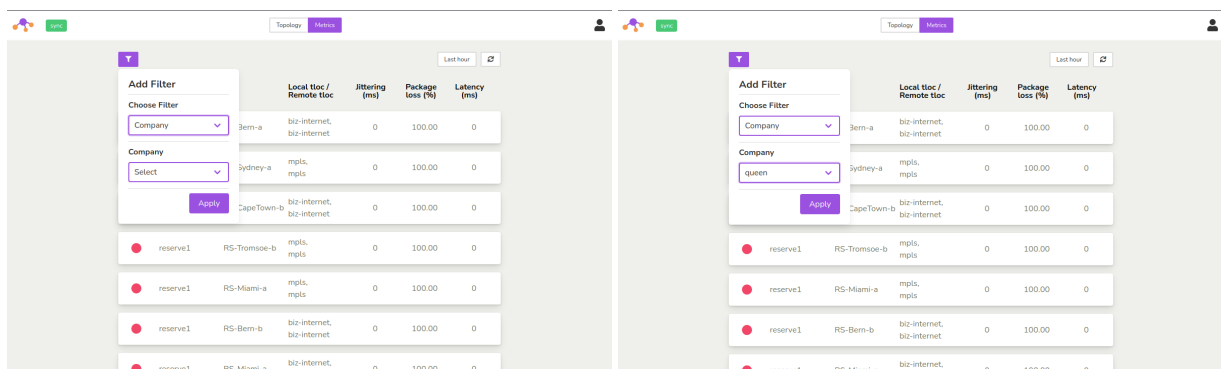 sync
Topology Metrics
Last hour
Add Filter
Choose Filter
Company
Company
Select
Apply
Local tloc / Remote tloc Jittering (ms) Package loss (%) Latency (ms)
Bern-a biz-internet, biz-internet 0 100.00 0
Sydney-a mpls, mpls 0 100.00 0
CapeTown-b biz-internet, biz-internet 0 100.00 0
reserve1 RS-Tromsoe-b mpls, mpls 0 100.00 0
reserve1 RS-Miami-a mpls, mpls 0 100.00 0
reserve1 RS-Bern-b biz-internet, biz-internet 0 100.00 0
reserve1 RS-Miami-a biz-internet, 0 100.00 0
sync
Topology Metrics
Last hour
Add Filter
Choose Filter
Company
Company
queen
Apply
Local tloc / Remote tloc Jittering (ms) Package loss (%) Latency (ms)
Bern-a biz-internet, biz-internet 0 100.00 0
Sydney-a mpls, mpls 0 100.00 0
CapeTown-b biz-internet, biz-internet 0 100.00 0
reserve1 RS-Tromsoe-b mpls, mpls 0 100.00 0
reserve1 RS-Miami-a mpls, mpls 0 100.00 0
reserve1 RS-Bern-b biz-internet, biz-internet 0 100.00 0
biz-internet,